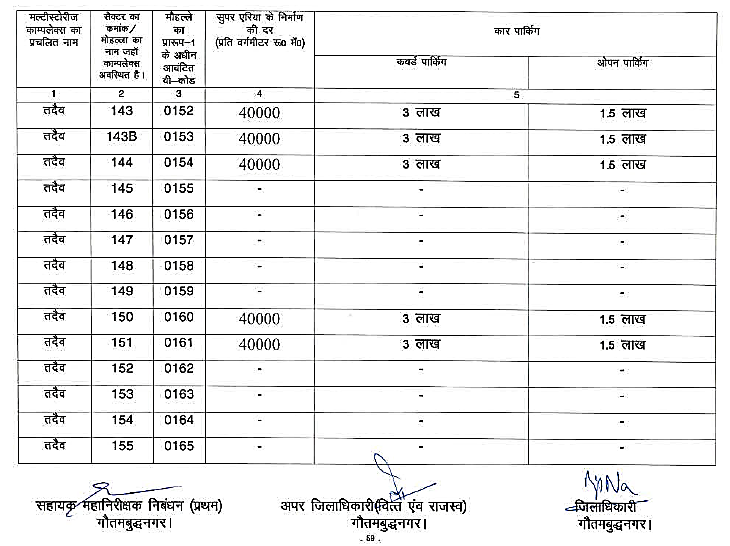 मल्टीस्टोरीज काम्पलेक्स का प्रचलित नाम | सेक्टर का कमांक/ मोहल्ला का नाम जहाँ काम्पलेक्स अवस्थित है। | मौहल्ले का प्रारूप-1 के अधीन आवंटित वी-कोड | सुपर एरिया के निर्माण की दर (प्रति वर्गमीटर रू0 में0) | कार पार्किंग
कवर्ड पार्किंग | ओपन पार्किंग
1 | 2 | 3 | 4 | 5
तदैव | 143 | 0152 | 40000 | 3 लाख | 1.5 लाख
तदैव | 143B | 0153 | 40000 | 3 लाख | 1.5 लाख
तदैव | 144 | 0154 | 40000 | 3 लाख | 1.5 लाख
तदैव | 145 | 0155 | - | - | -
तदैव | 146 | 0156 | - | - | -
तदैव | 147 | 0157 | - | - | -
तदैव | 148 | 0158 | - | - | -
तदैव | 149 | 0159 | - | - | -
तदैव | 150 | 0160 | 40000 | 3 लाख | 1.5 लाख
तदैव | 151 | 0161 | 40000 | 3 लाख | 1.5 लाख
तदैव | 152 | 0162 | - | - | -
तदैव | 153 | 0163 | - | - | -
तदैव | 154 | 0164 | - | - | -
तदैव | 155 | 0165 | - | - | -
सहायक महानिरीक्षक निबंधन (प्रथम) | अपर जिलाधिकारी(वित्त एंव राजस्व) | जिलाधिकारी
गौतमबुद्धनगर। | गौतमबुद्धनगर। | गौतमबुद्धनगर।
- 59 -